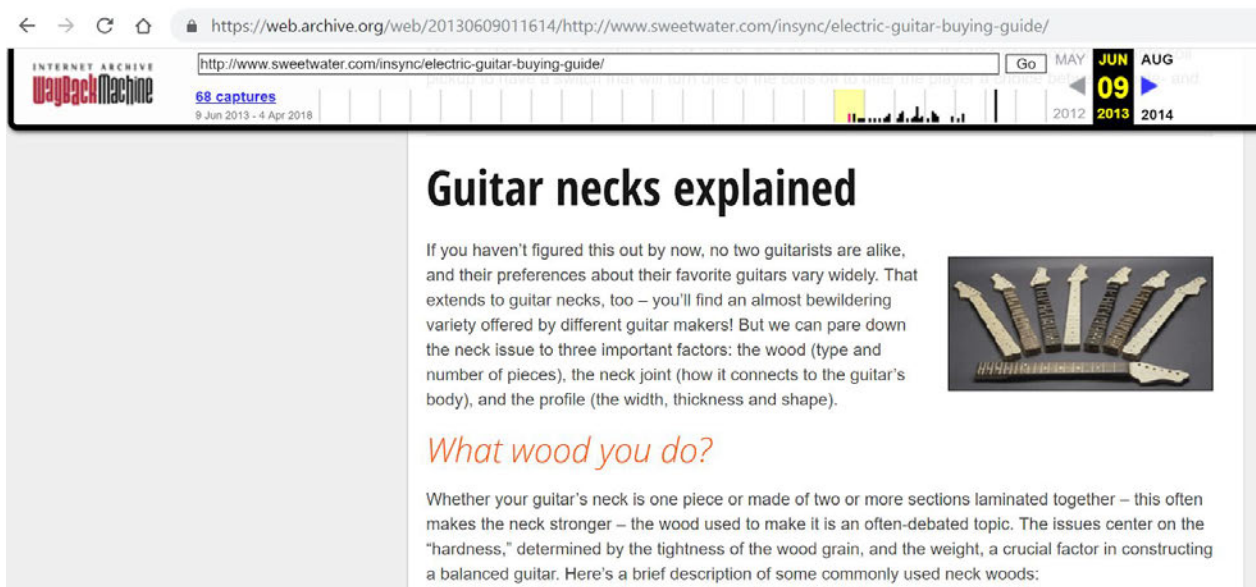 https://web.archive.org/web/20130609011614/http://www.sweetwater.com/insync/electric-guitar-buying-guide/
INTERNET ARCHIVE
WayBackMachine
http://www.sweetwater.com/insync/electric-guitar-buying-guide/
Go
MAY JUN AUG
68 captures
09
9 Jun 2013 - 4 Apr 2018
2012 2013 2014
Guitar necks explained
If you haven’t figured this out by now, no two guitarists are alike,
and their preferences about their favorite guitars vary widely. That
extends to guitar necks, too – you’ll find an almost bewildering
variety offered by different guitar makers! But we can pare down
the neck issue to three important factors: the wood (type and
number of pieces), the neck joint (how it connects to the guitar’s
body), and the profile (the width, thickness and shape).
What wood you do?
Whether your guitar’s neck is one piece or made of two or more sections laminated together – this often
makes the neck stronger – the wood used to make it is an often-debated topic. The issues center on the
“hardness,” determined by the tightness of the wood grain, and the weight, a crucial factor in constructing
a balanced guitar. Here’s a brief description of some commonly used neck woods: